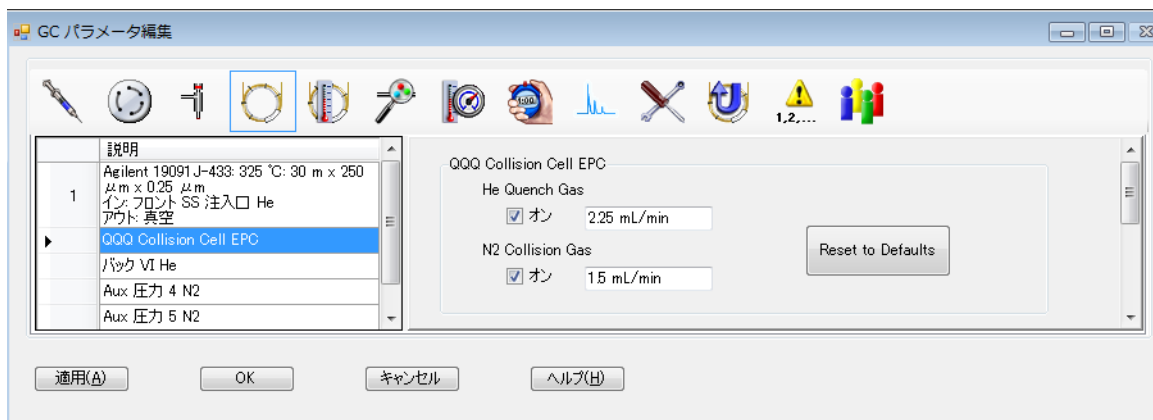 GC パラメータ編集
1:00
1,2,...
説明
1
Agilent 19091J-433: 325 ℃: 30 m x 250
μm x 0.25 μm
イン: フロント SS 注入口 He
アウト: 真空
QQQ Collision Cell EPC
バック VI He
Aux 圧力 4 N2
Aux 圧力 5 N2
QQQ Collision Cell EPC
He Quench Gas
オン 2.25 mL/min
N2 Collision Gas
オン 1.5 mL/min
Reset to Defaults
適用(A) OK キャンセル ヘルプ(H)